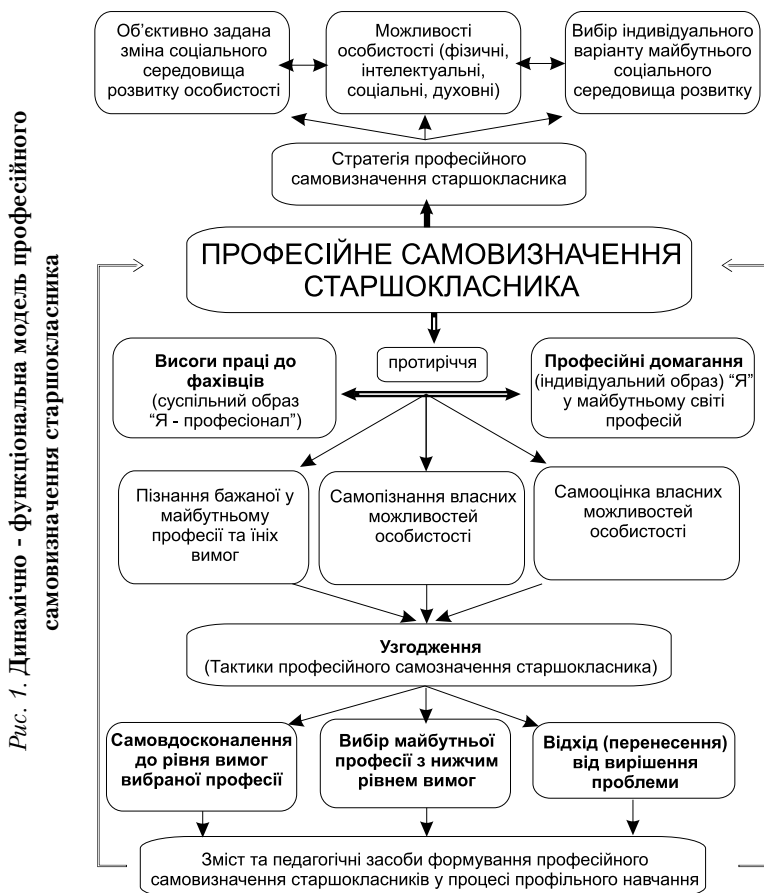 Рис. 1. Динамічно - функціональна модель професійного
самовизначення старшокласника
Об’єктивно задана
зміна соціального
середовища
розвитку особистості
Можливості
особистості (фізичні,
інтелектуальні,
соціальні, духовні)
Вибір індивідуального
варіанту майбутнього
соціального
середовища розвитку
Стратегія професійного
самовизначення старшокласника
ПРОФЕСІЙНЕ САМОВИЗНАЧЕННЯ
СТАРШОКЛАСНИКА
протиріччя
Висоги праці до
фахівців
(суспільний образ
“Я - професіонал”)
Професійні домагання
(індивідуальний образ) “Я”
у майбутньому світі
професій
Пізнання бажаної у
майбутньому
професії та їніх
вимог
Самопізнання власних
можливостей
особистості
Самооцінка власних
можливостей
особистості
Узгодження
(Тактики професійного самозначення старшокласника)
Самовдосконалення
до рівня вимог
вибраної професії
Вибір майбутньої
професії з нижчим
рівнем вимог
Відхід (перенесення)
від вирішення
проблеми
Зміст та педагогічні засоби формування професійного
самовизначення старшокласників у процесі профільного навчання